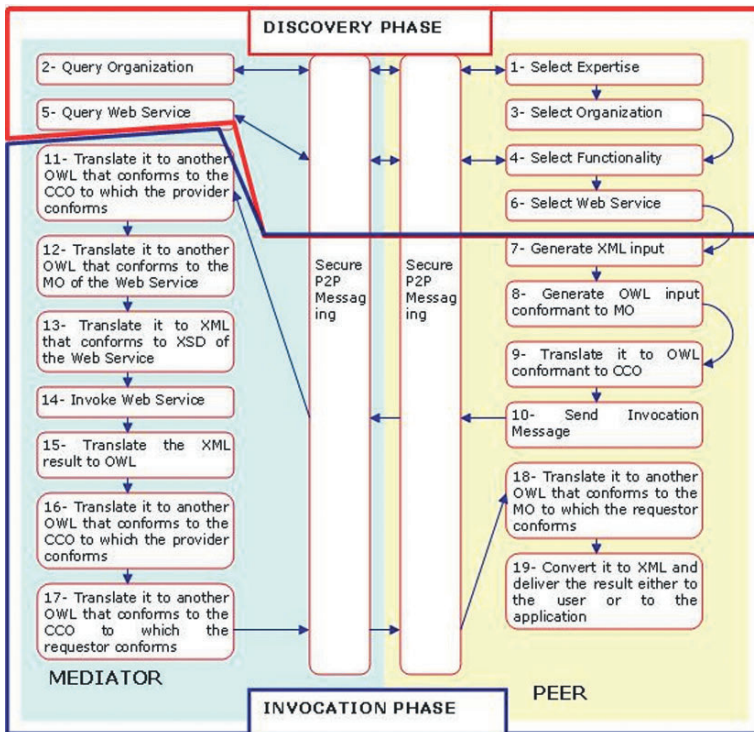 DISCOVERY PHASE
2- Query Organization
5- Query Web Service
11- Translate it to another
OWL that conforms to the
CCO to which the provider
conforms
12- Translate it to another
OWL that conforms to the
MO of the Web Service
13- Translate it to XML
that conforms to XSD of
the Web Service
14- Invoke Web Service
15- Translate the XML
result to OWL
16- Translate it to another
OWL that conforms to the
CCO to which the provider
conforms
17- Translate it to another
OWL that conforms to the
CCO to which the
requestor conforms
MEDIATOR
Secure
P2P
Messag
ing
Secure
P2P
Messag
ing
1- Select Expertise
3- Select Organization
4- Select Functionality
6- Select Web Service
7- Generate XML input
8- Generate OWL input
conformant to MO
9- Translate it to OWL
conformant to CCO
10- Send Invocation
Message
18- Translate it to another
OWL that conforms to the
MO to which the requestor
conforms
19- Convert it to XML and
deliver the result either to
the user or to the
application
PEER
INVOCATION PHASE